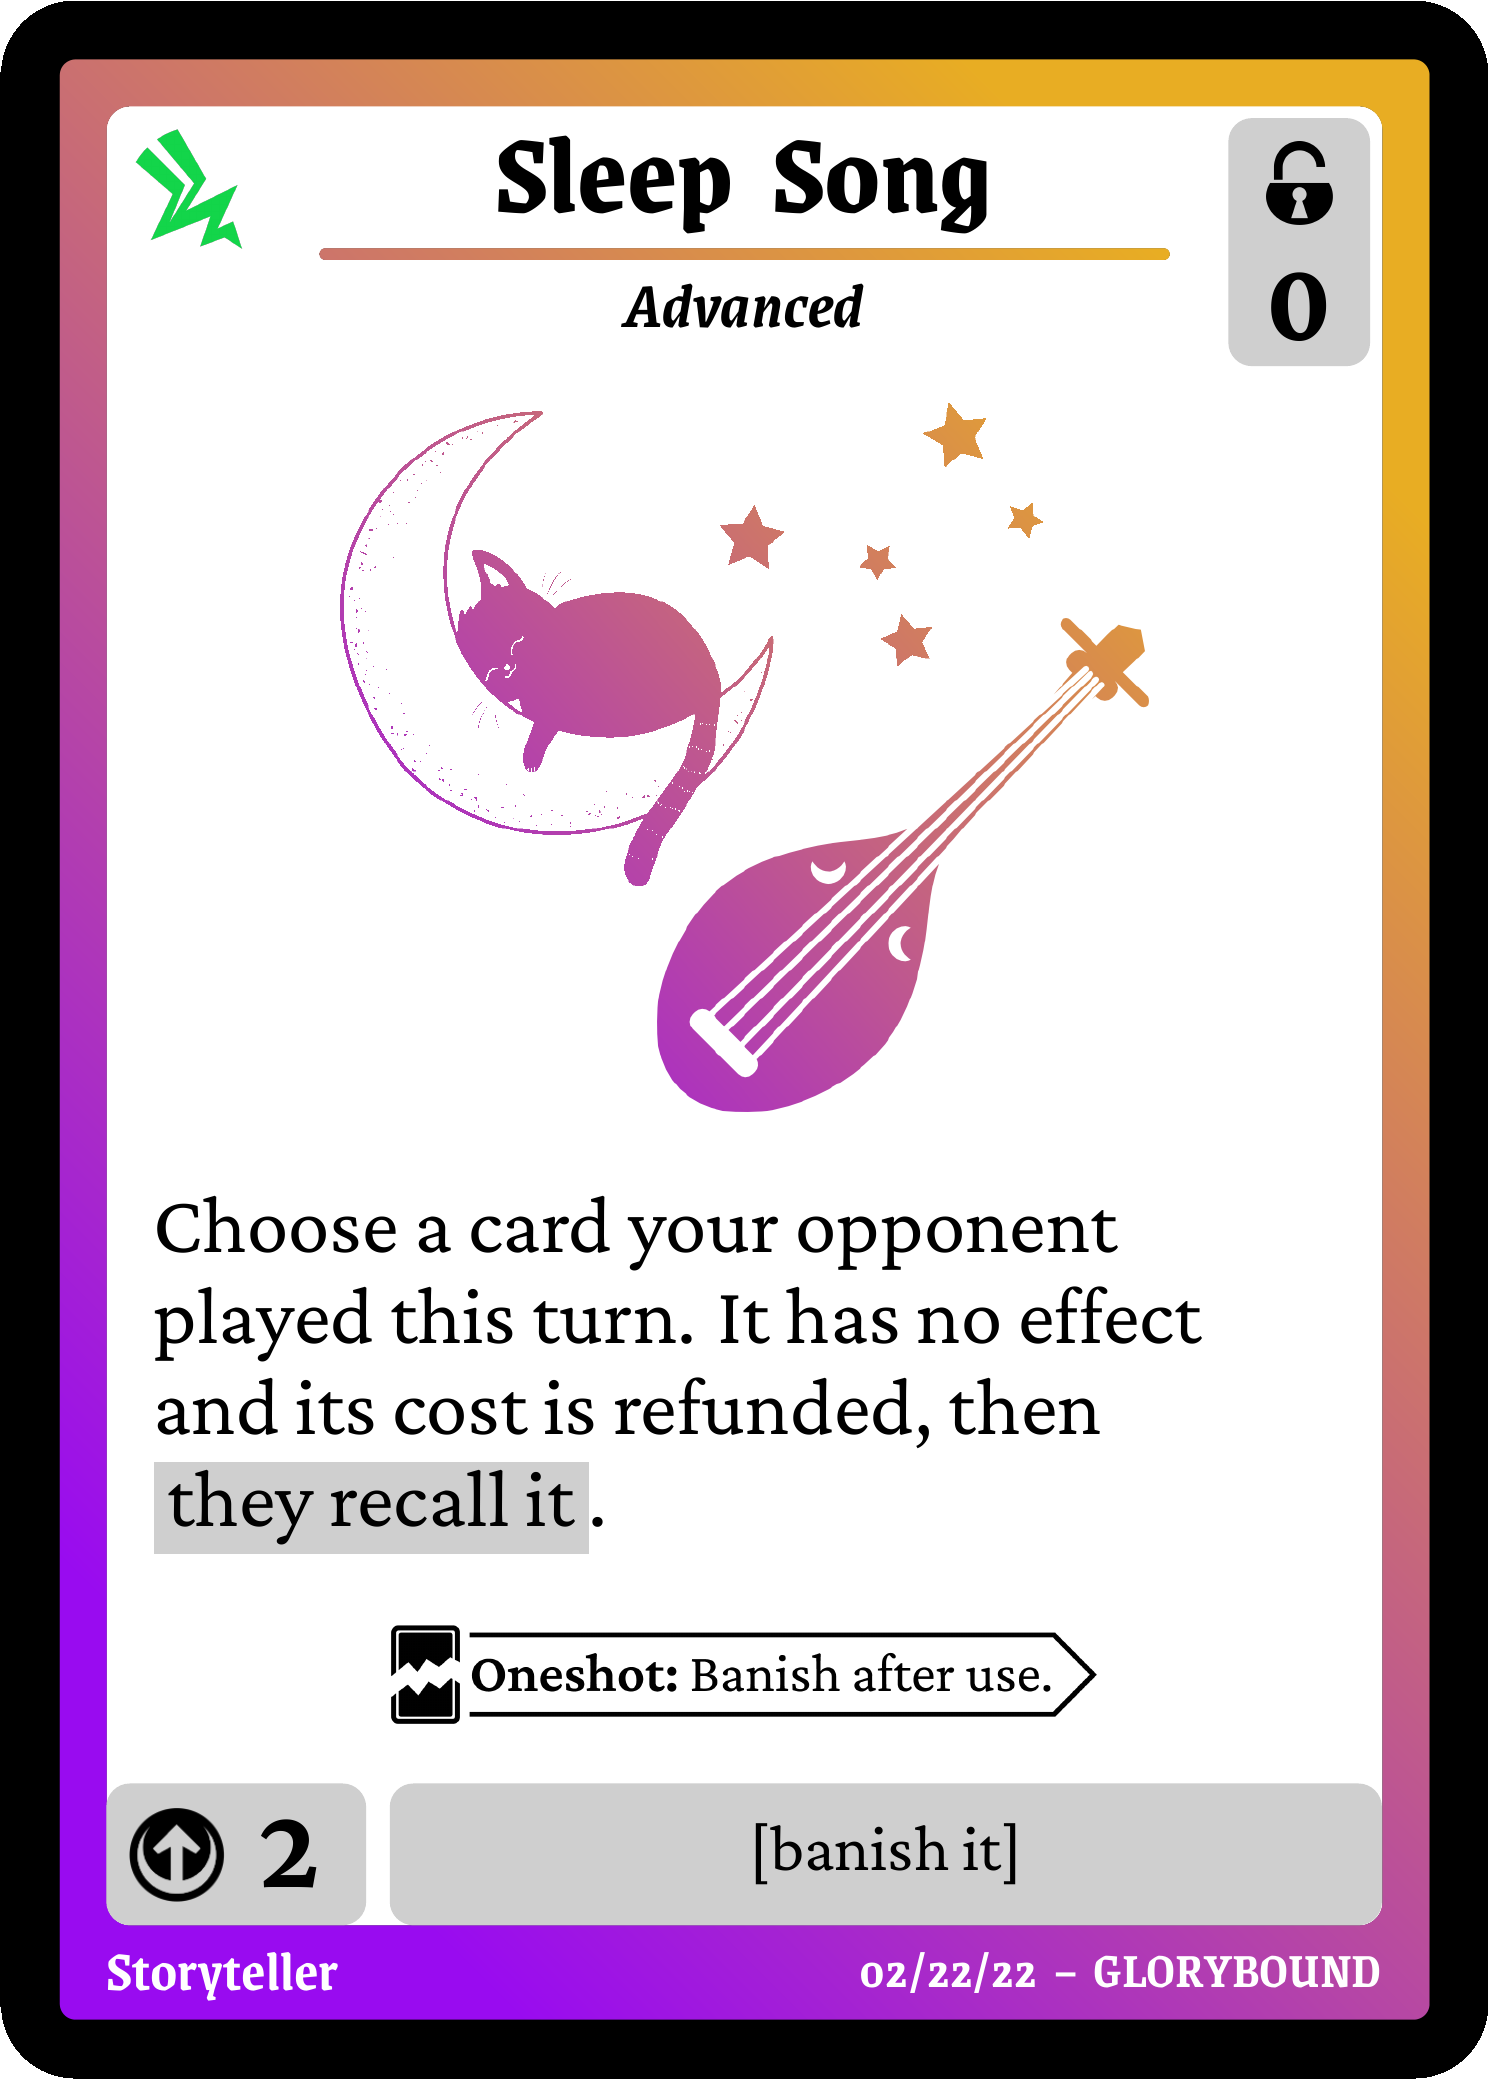 Sleep Song
0
Advanced
Choose a card your opponent
played this turn. It has no effect
and its cost is refunded, then
they recall it.
Oneshot: Banish after use.
2
[banish it]
Storyteller
02/22/22 – GLORYBOUND